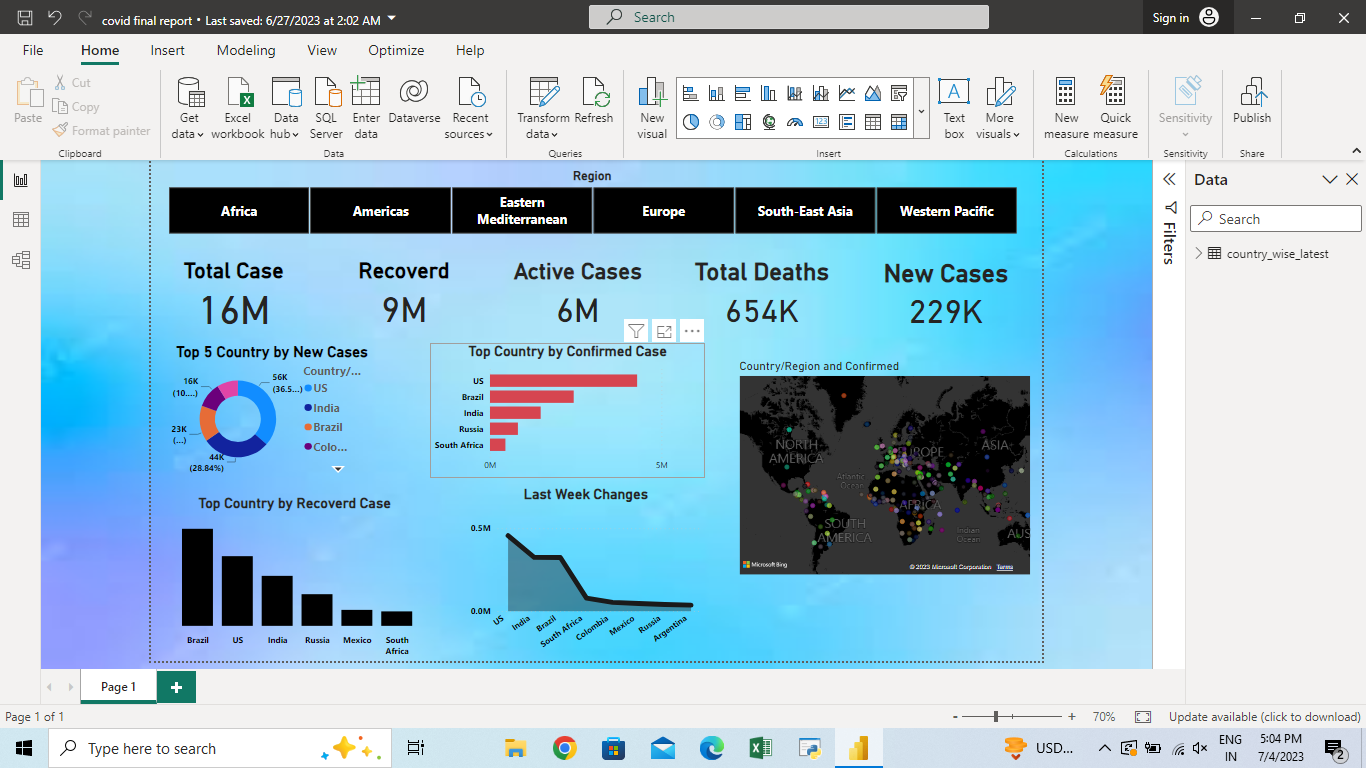 covid final report • Last saved: 6/27/2023 at 2:02 AM
Search
Sign in
File
Home
Insert
Modeling
View
Optimize
Help
Paste
Cut
Copy
Format painter
Clipboard
Get data
Excel workbook
Data hub
SQL Server
Enter data
Dataverse
Recent sources
Data
Transform data
Refresh
Queries
New visual
Text box
More visuals
Insert
New measure
Quick measure
Calculations
Sensitivity
Sensitivity
Publish
Share
Region
Africa
Americas
Eastern
Mediterranean
Europe
South-East Asia
Western Pacific
Total Case
16M
Recoverd
9M
Active Cases
6M
Total Deaths
654K
New Cases
229K
Top 5 Country by New Cases
56K
(36.5...)
44K
(28.84%)
23K
(...)
16K
(10....)
Country/...
US
India
Brazil
Colo...
Top Country by Confirmed Case
US
Brazil
India
Russia
South Africa
0M
5M
Country/Region and Confirmed
NORTH
AMERICA
EUROPE
ASIA
Atlantic
Ocean
AFRICA
SOUTH
AMERICA
Indian
Ocean
AUS
Microsoft Bing
© 2023 Microsoft Corporation
Terms
Top Country by Recoverd Case
Brazil
US
India
Russia
Mexico
South
Africa
Last Week Changes
0.5M
0.0M
US
India
Brazil
South Africa
Colombia
Mexico
Russia
Argentina
Filters
Data
Search
country_wise_latest
Page 1
Page 1 of 1
- + 70%
Update available (click to download)
Type here to search
USD...
ENG
IN
5:04 PM
7/4/2023
2